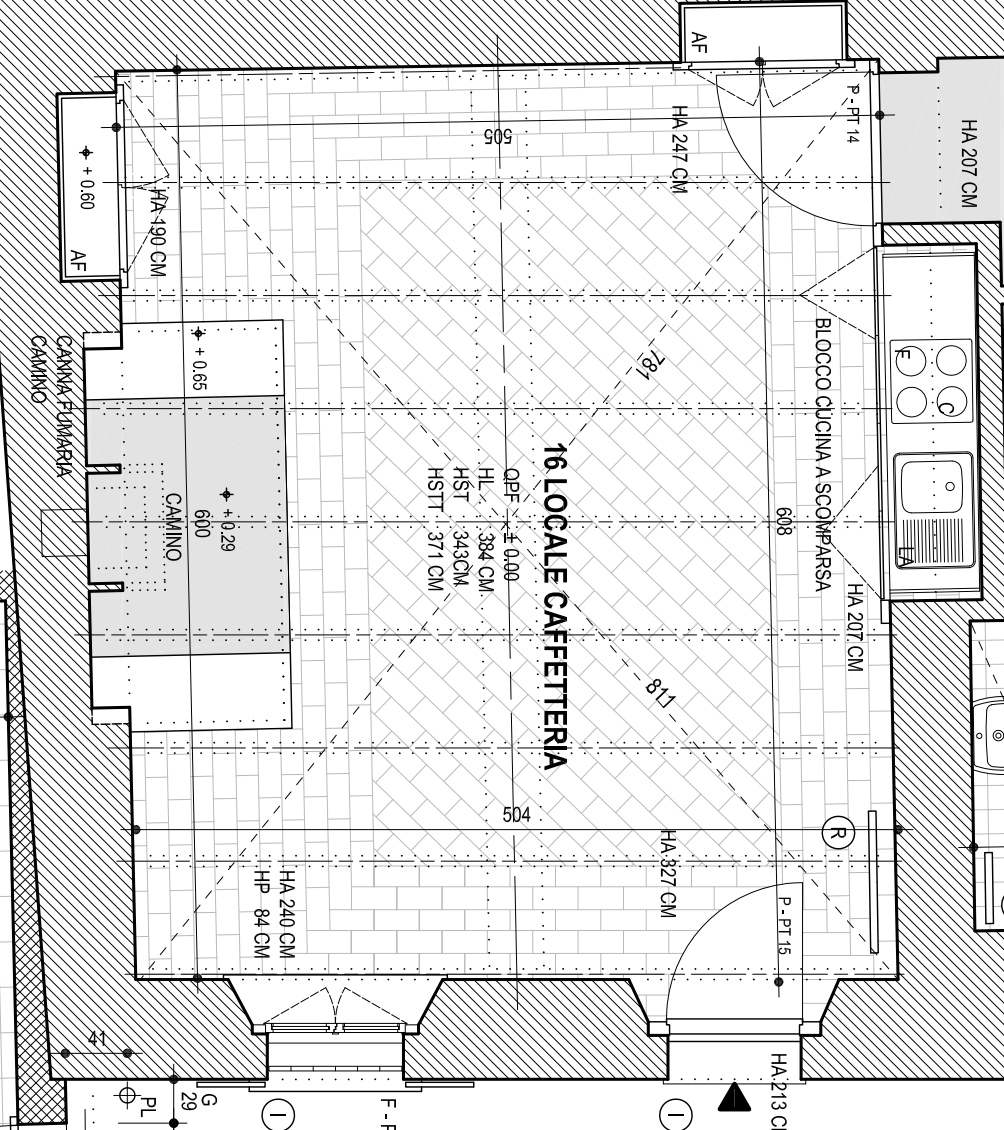 AF
P - PT 14
HA 207 CM
HA 247 CM
505
+ 0.60
AF
HA 190 CM
+ 0.65
CANNA FUMARIA
CAMINO
781
BLOCCO CUCINA A SCOMPARSA
F
C
LA
HA 207 CM
608
16 LOCALE CAFFETTERIA
QPF ± 0.00
HL 384 CM
HST 343CM
HSTT 371 CM
+ 0.29
600
CAMINO
811
504
R
HA 327 CM
P - PT 15
HA 240 CM
HP 84 CM
41
29
G
PL
I
I
HA 213